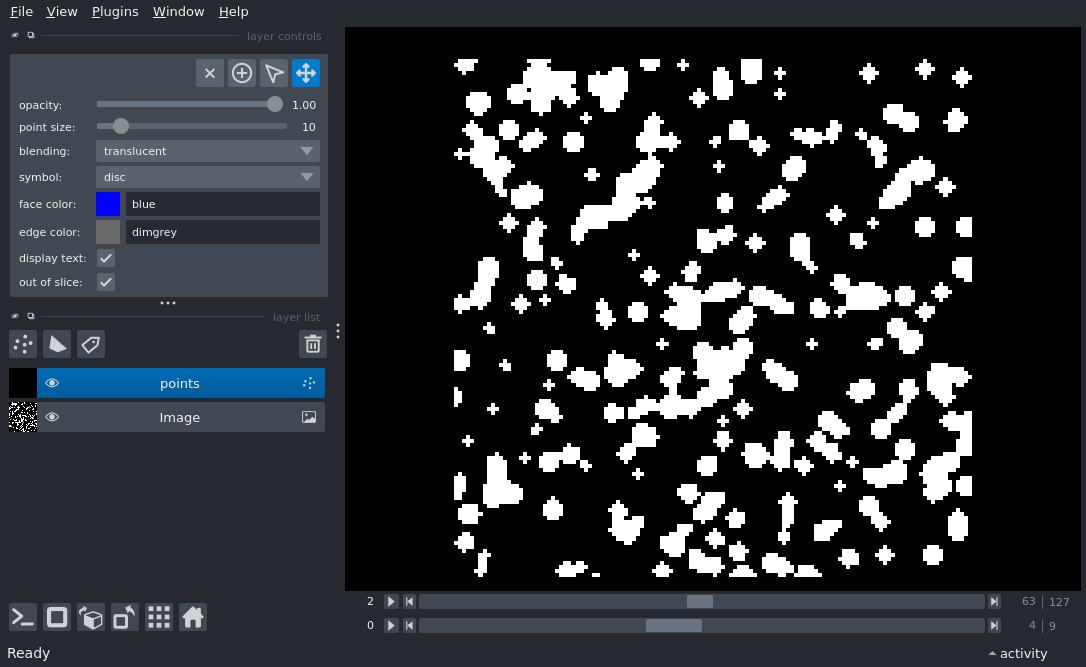 File View Plugins Window Help
layer controls
opacity: 1.00
point size: 10
blending: translucent
symbol: disc
face color: blue
edge color: dimgrey
display text:
out of slice:
layer list
points
Image
2 63 127
0 4 9
Ready activity